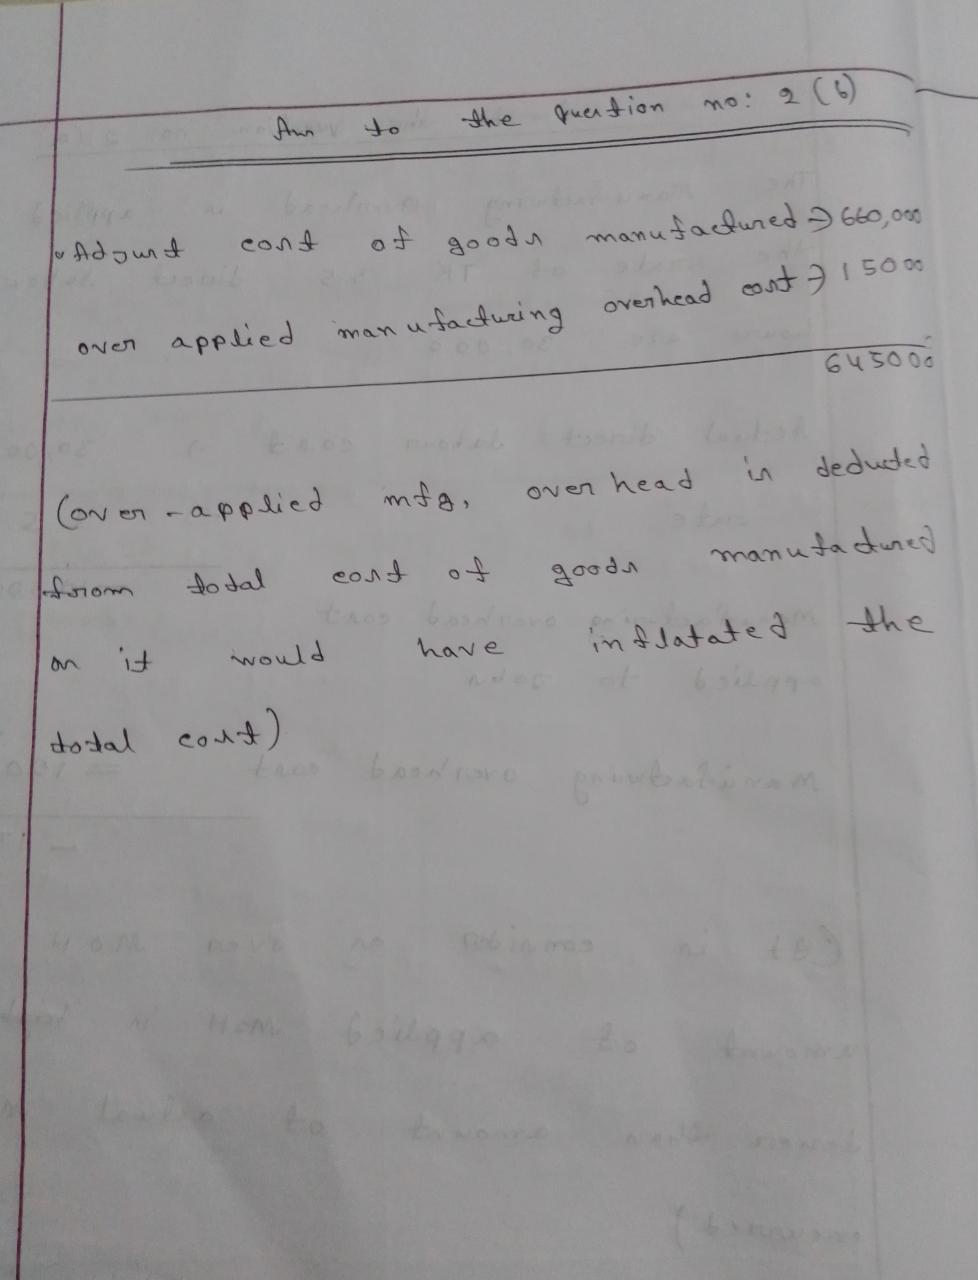 Ans to the question no: 2 (b)
Adjust cost of goods manufactured → 660,000
over applied manufacturing overhead cost → 15000
645000
(over-applied mfg, over head is deducted
from total cost of goods manufactured
as it would have inflatated the
total cost)